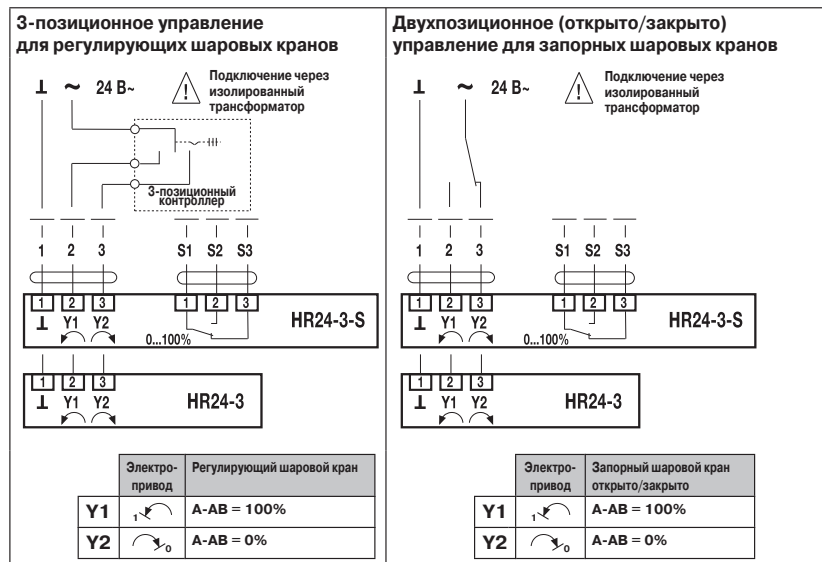 3-позиционное управление
для регулирующих шаровых кранов
⊥ ~ 24 В~
Подключение через
изолированный
трансформатор
3-позиционный
контроллер
1 2 3 S1 S2 S3
1 2 3 1 2 3
⊥ Y1 Y2
0...100%
HR24-3-S
1 2 3
⊥ Y1 Y2
HR24-3
Электро-
привод
Регулирующий шаровой кран
Y1 1 A-AB = 100%
Y2 0 A-AB = 0%
Двухпозиционное (открыто/закрыто)
управление для запорных шаровых кранов
⊥ ~ 24 В~
Подключение через
изолированный
трансформатор
1 2 3 S1 S2 S3
1 2 3 1 2 3
⊥ Y1 Y2
0...100%
HR24-3-S
1 2 3
⊥ Y1 Y2
HR24-3
Электро-
привод
Запорный шаровой кран
открыто/закрыто
Y1 1 A-AB = 100%
Y2 0 A-AB = 0%